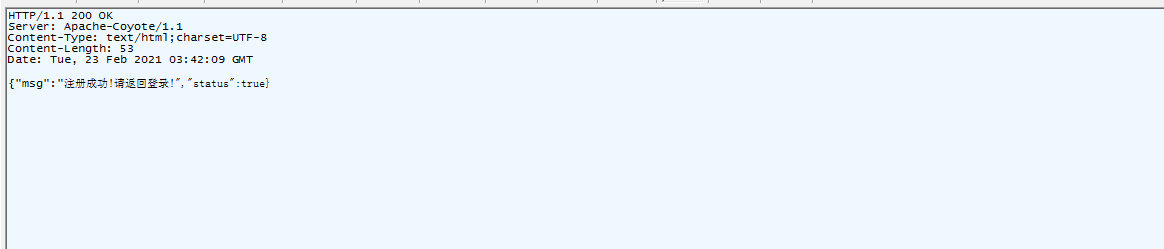 HTTP/1.1 200 OK
Server: Apache-Coyote/1.1
Content-Type: text/html;charset=UTF-8
Content-Length: 53
Date: Tue, 23 Feb 2021 03:42:09 GMT
{"msg":"注册成功!请返回登录!","status":true}